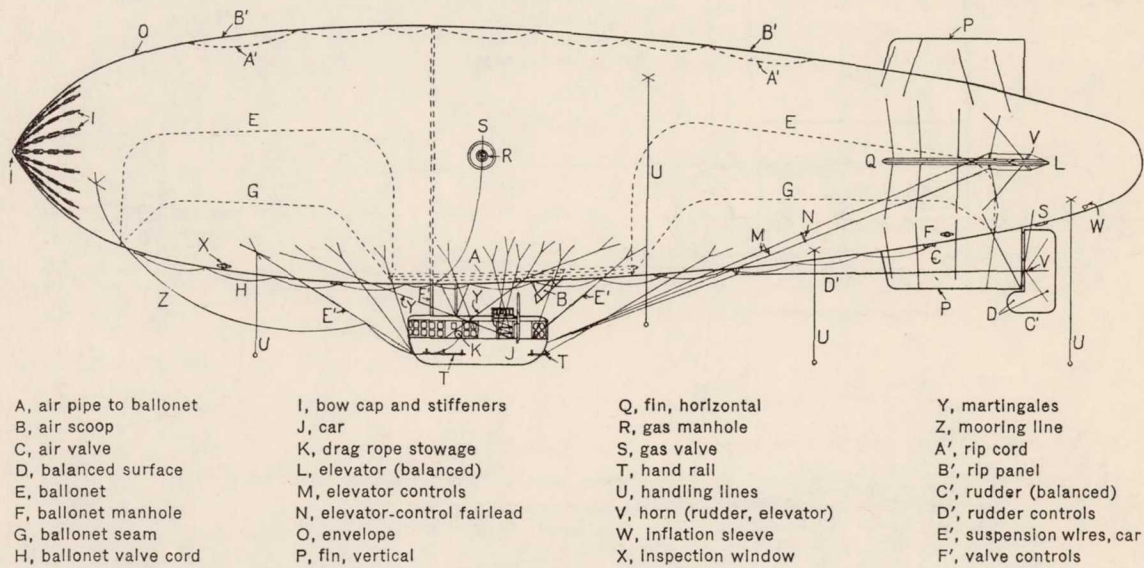 B' P
O B' A' A'
I E S R E V
Q L
U
G G
N
M F S W
X A C
Z H E' F' Y Y B E' D' V
P
D C'
U K J U U
T T
I
A, air pipe to ballonet
B, air scoop
C, air valve
D, balanced surface
E, ballonet
F, ballonet manhole
G, ballonet seam
H, ballonet valve cord
I, bow cap and stiffeners
J, car
K, drag rope stowage
L, elevator (balanced)
M, elevator controls
N, elevator-control fairlead
O, envelope
P, fin, vertical
Q, fin, horizontal
R, gas manhole
S, gas valve
T, hand rail
U, handling lines
V, horn (rudder, elevator)
W, inflation sleeve
X, inspection window
Y, martingales
Z, mooring line
A', rip cord
B', rip panel
C', rudder (balanced)
D', rudder controls
E', suspension wires, car
F', valve controls